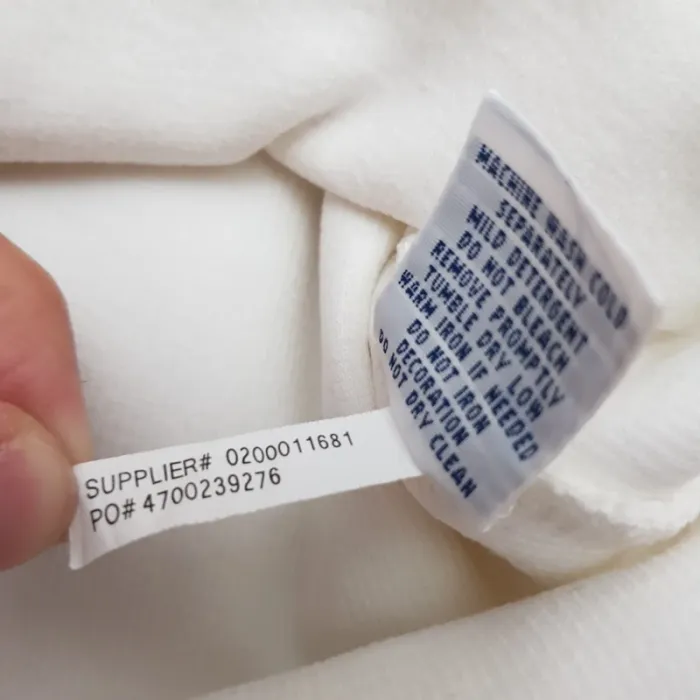 MACHINE WASH COLD
SEPARATELY
MILD DETERGENT
DO NOT BLEACH
REMOVE PROMPTLY
TUMBLE DRY LOW
WARM IRON IF NEEDED
DO NOT IRON
DECORATION
DO NOT DRY CLEAN
SUPPLIER# 0200011681
PO# 4700239276